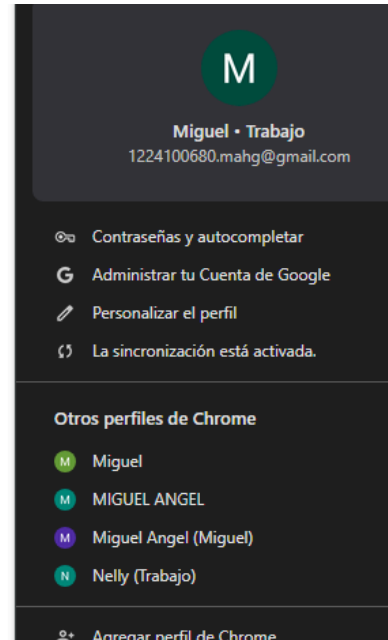 M
Miguel • Trabajo
1224100680.mahg@gmail.com
Contraseñas y autocompletar
G Administrar tu Cuenta de Google
Personalizar el perfil
La sincronización está activada.
Otros perfiles de Chrome
M Miguel
M MIGUEL ANGEL
M Miguel Angel (Miguel)
N Nelly (Trabajo)
Agregar perfil de Chrome